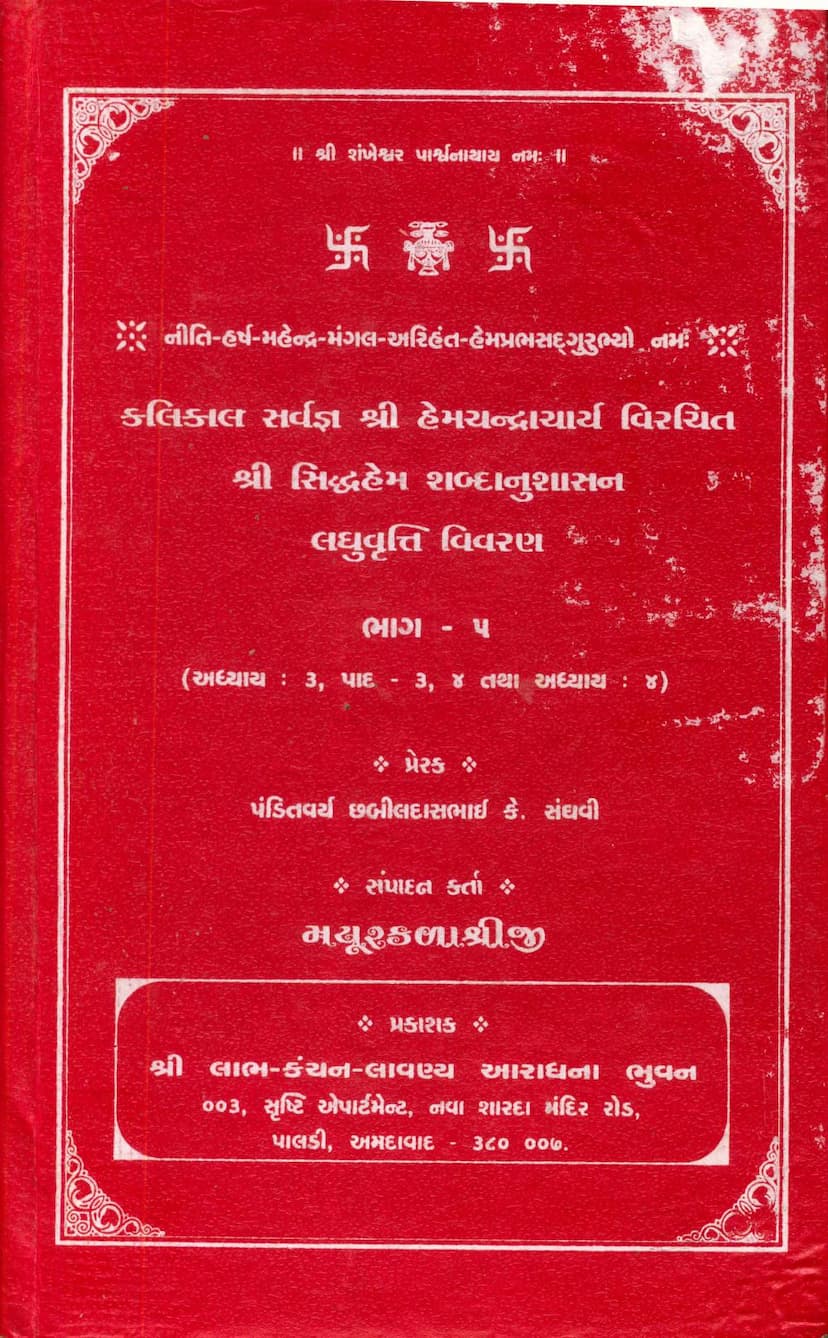 ॥ શ્રી શંખેશ્વર પાર્શ્વનાથાય નમઃ ॥
નીતિ-હર્ષ-મહેન્દ્ર-મંગલ-અરિહંત-હેમપ્રભસદ્‌ગુરુભ્યો નમઃ
કલિકાલ સર્વજ્ઞ શ્રી હેમચન્દ્રાચાર્ય વિરચિત
શ્રી સિદ્ધહેમ શબ્દાનુશાસન
લઘુવૃત્તિ વિવરણ
ભાગ - ૫
(અધ્યાય : ૩, પાદ - ૩, ૪ તથા અધ્યાય : ૪)
❖ પ્રેરક ❖
પંડિતવર્ય છબીલદાસભાઈ કે. સંઘવી
❖ સંપાદન કર્તા ❖
મયૂરકળાશ્રીજી
❖ પ્રકાશક ❖
શ્રી લાભ-કંચન-લાવણ્ય આરાધના ભુવન
૦૦૩, સૃષ્ટિ એપાર્ટમેન્ટ, નવા શારદા મંદિર રોડ,
પાલડી, અમદાવાદ - ૩૮૦ ૦૦૭.